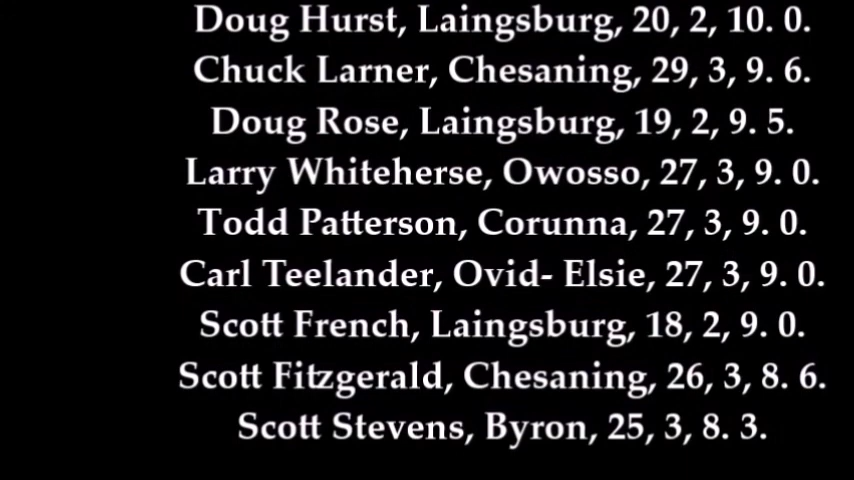 Doug Hurst, Laingsburg, 20, 2, 10. 0.
Chuck Larner, Chesaning, 29, 3, 9. 6.
Doug Rose, Laingsburg, 19, 2, 9. 5.
Larry Whiteherse, Owosso, 27, 3, 9. 0.
Todd Patterson, Corunna, 27, 3, 9. 0.
Carl Teelander, Ovid- Elsie, 27, 3, 9. 0.
Scott French, Laingsburg, 18, 2, 9. 0.
Scott Fitzgerald, Chesaning, 26, 3, 8. 6.
Scott Stevens, Byron, 25, 3, 8. 3.